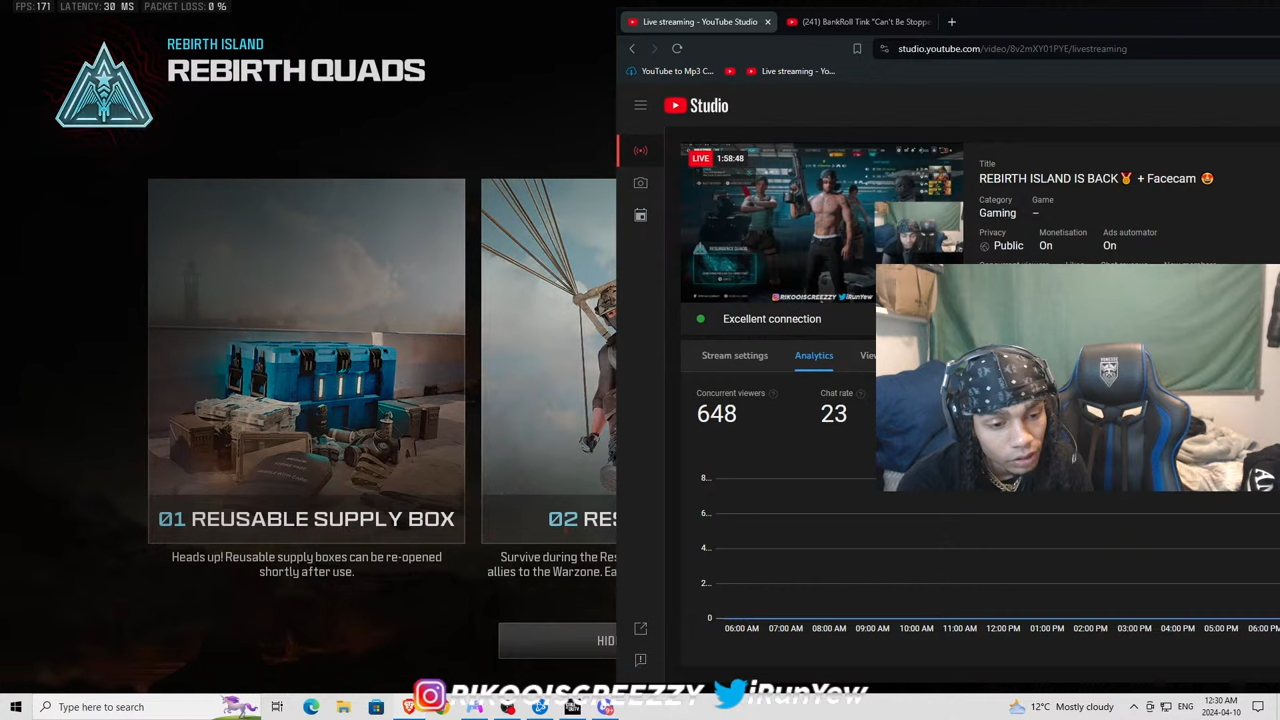 FPS: 171 LATENCY: 30 MS PACKET LOSS: 0 %
REBIRTH ISLAND
REBIRTH QUADS
01 REUSABLE SUPPLY BOX
Heads up! Reusable supply boxes can be re-opened
shortly after use.
02 RES
Survive during the Res
allies to the Warzone. Ea
HID
Live streaming - YouTube Studio
(241) BankRoll Tink "Can't Be Stoppe
studio.youtube.com/video/8v2mXY01PYE/livestreaming
YouTube to Mp3 C...
Live streaming - Yo...
Studio
LIVE 1:58:48
RIKOOISGREEZZY iRunYew
Title
REBIRTH ISLAND IS BACK🏅 + Facecam 🤩
Category Game
Gaming –
Privacy Monetisation Ads automator
Public On On
Excellent connection
Stream settings Analytics Vie
Concurrent viewers Chat rate
648 23
8...
6...
4...
2...
0
06:00 AM 07:00 AM 08:00 AM 09:00 AM 10:00 AM 11:00 AM 12:00 PM 01:00 PM 02:00 PM 03:00 PM 04:00 PM 05:00 PM 06:00 PM
RIKOOISGREEZZY iRunYew
Type here to search
12°C Mostly cloudy
ENG
12:30 AM
2024-04-10